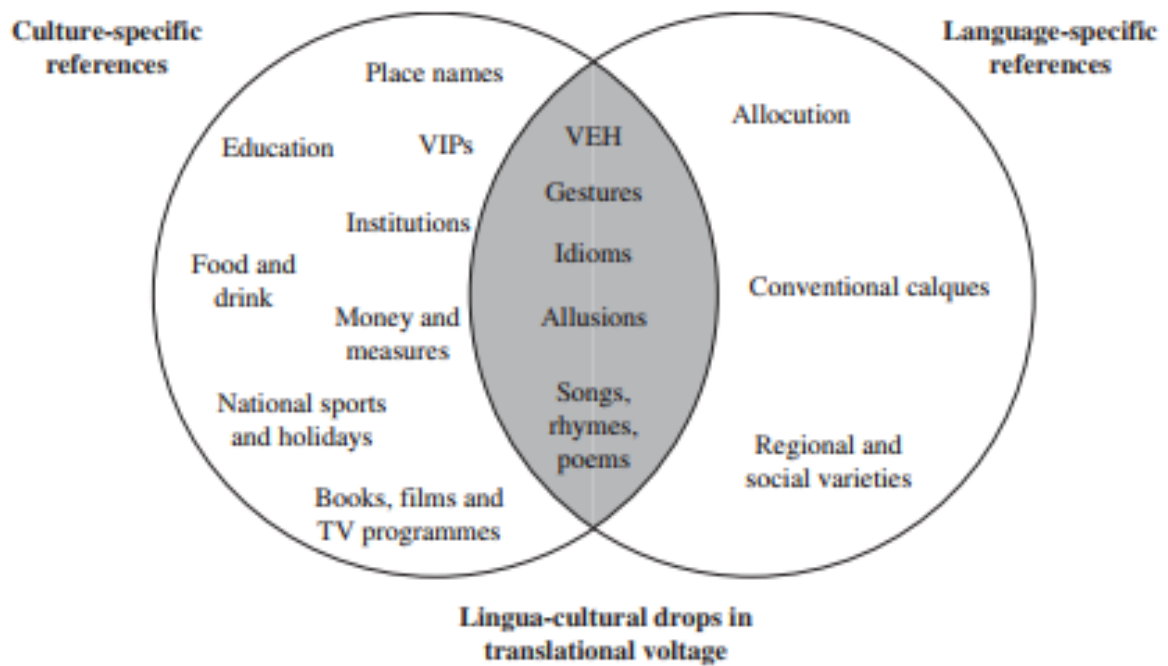 Culture-specific
references
Language-specific
references
Place names
Education
VIPs
Institutions
Food and
drink
Money and
measures
National sports
and holidays
Books, films and
TV programmes
VEH
Gestures
Idioms
Allusions
Songs,
rhymes,
poems
Allocution
Conventional calques
Regional and
social varieties
Lingua-cultural drops in
translational voltage